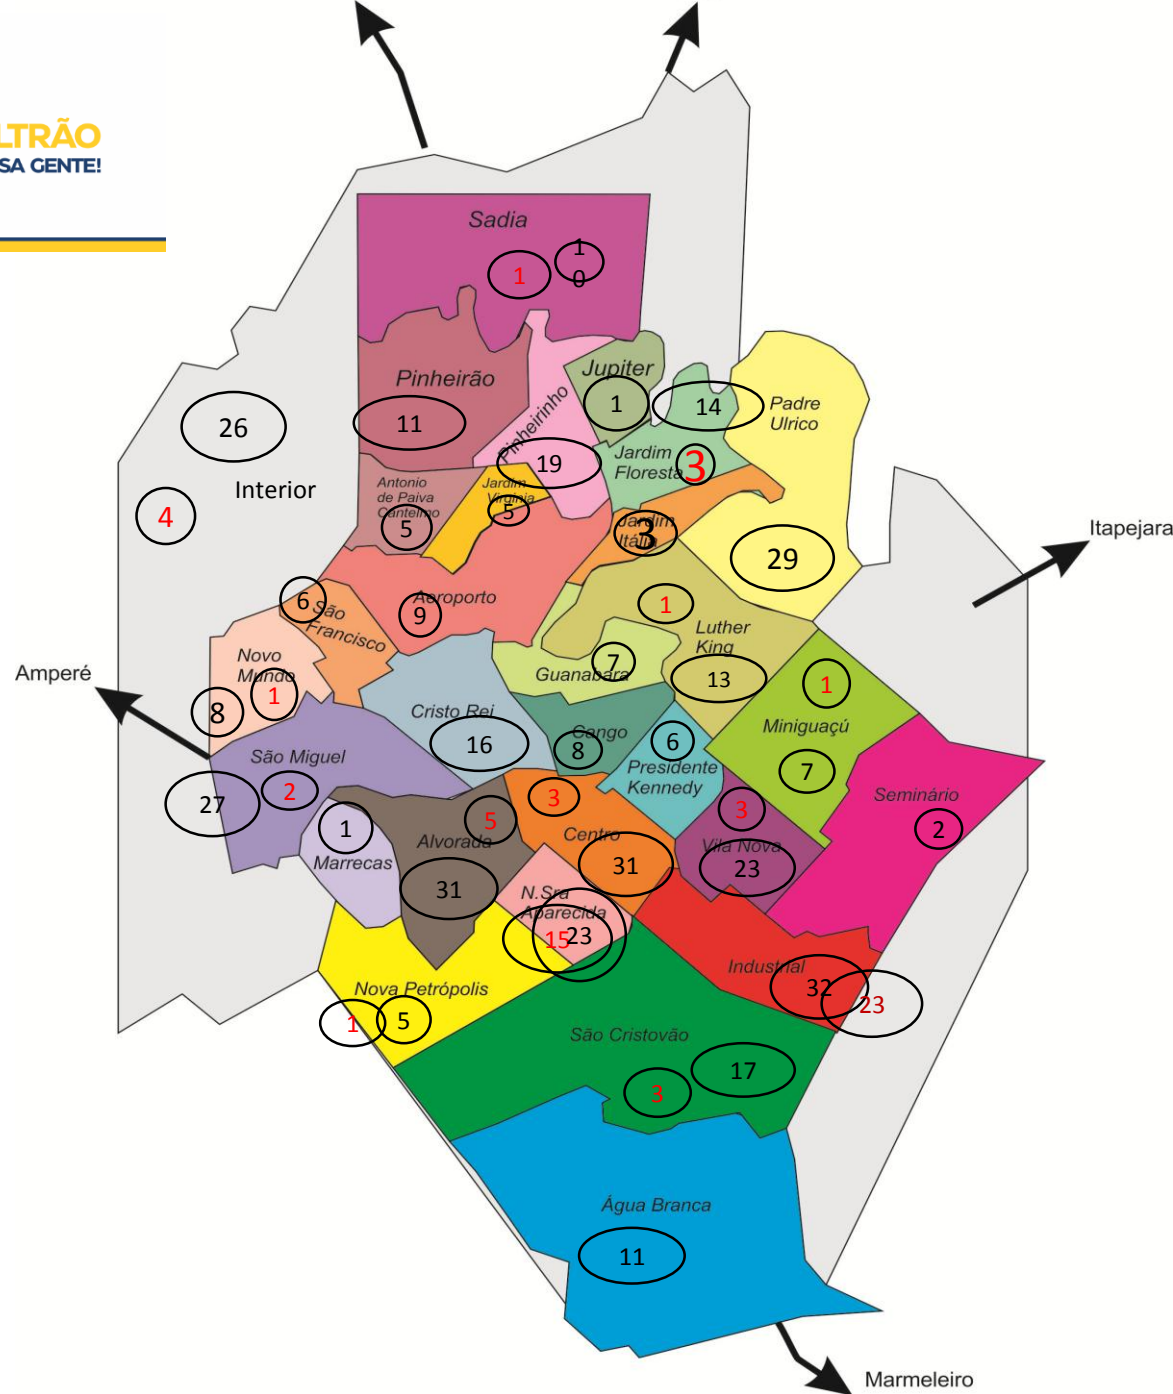 LTRÃO
SA GENTE!
Sadia
1
1
0
Pinheirão
11
Pinheirinho
19
Jupiter
1
14
Padre
Ulrico
26
Interior
4
Jardim
Floresta
3
Antonio
de Paiva
Cantelmo
5
Jardim
Virginia
5
Jardim
Itália
3
29
Itapejara
6
São
Francisco
Aeroporto
9
1
Luther
King
13
Guanabara
7
Novo
Mundo
1
8
Amperé
Cristo Rei
16
Cango
8
6
Presidente
Kennedy
1
Miniguaçú
7
São Miguel
2
27
1
Marrecas
5
Alvorada
31
3
Centro
31
3
Vila Nova
23
Seminário
2
N.Sra
Aparecida
15
23
Nova Petrópolis
1
5
Industrial
32
23
São Cristovão
17
3
Água Branca
11
Marmeleiro